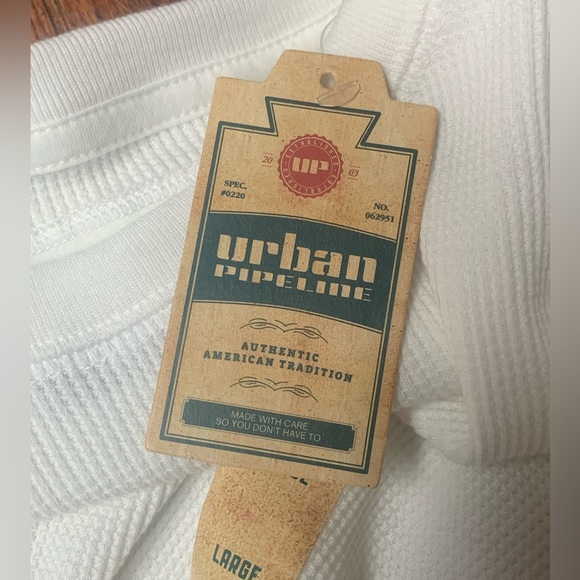 ESTABLISHED
UP
20 03
SPEC.
#0220
NO.
062951
urban
PIPELINE
AUTHENTIC
AMERICAN TRADITION
MADE WITH CARE
SO YOU DON'T HAVE TO
LARGE